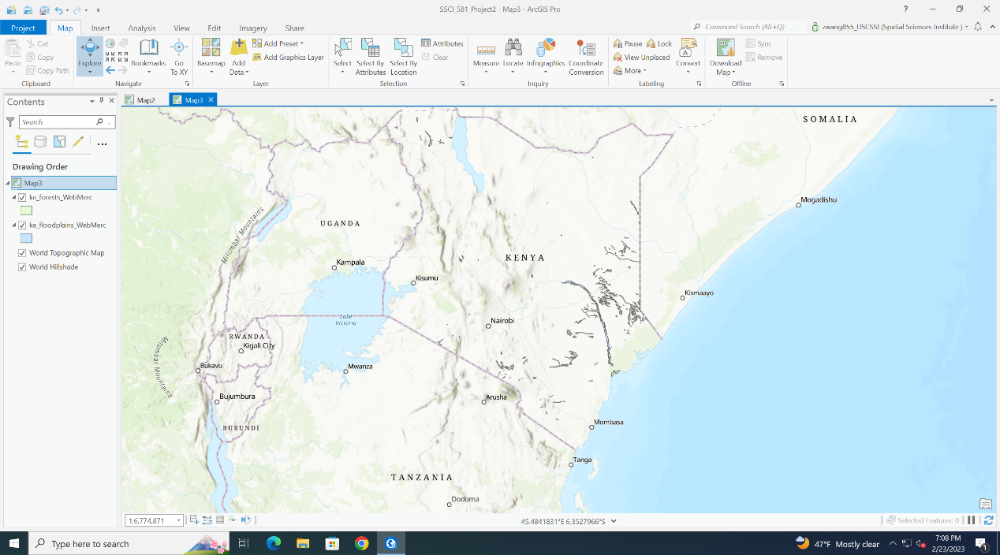 SSCI_581_Project2 - Map3 - ArcGIS Pro
Project
Map
Insert
Analysis
View
Edit
Imagery
Share
Command Search (Alt+Q)
zwang855_USCSSI (Spatial Sciences Institute )
Paste
Cut
Copy
Copy Path
Clipboard
Explore
Bookmarks
Go
To XY
Navigate
Basemap
Add
Data
Add Preset
Add Graphics Layer
Layer
Select
Select By
Attributes
Select By
Location
Attributes
Clear
Selection
Measure
Locate
Infographics
Coordinate
Conversion
Inquiry
Pause
Lock
View Unplaced
More
Convert
Labeling
Download
Map
Sync
Remove
Offline
Contents
Search
Drawing Order
Map3
ke_forests_WebMerc
ke_floodplains_WebMerc
World Topographic Map
World Hillshade
Map2
Map3
SOMALIA
Mogadishu
Mitumbar Mountains
UGANDA
Kampala
KENYA
Kisumu
Kismaayo
Lake
Victoria
Nairobi
RWANDA
Kigali City
Mitumbar Mountains
Bukavu
Mwanza
Bujumbura
Arusha
BURUNDI
Mombasa
Tanga
TANZANIA
Dodoma
1:6,774,871
45.4841831°E 6.3527966°S
Selected Features: 0
Type here to search
47°F Mostly clear
7:08 PM
2/23/2023
1